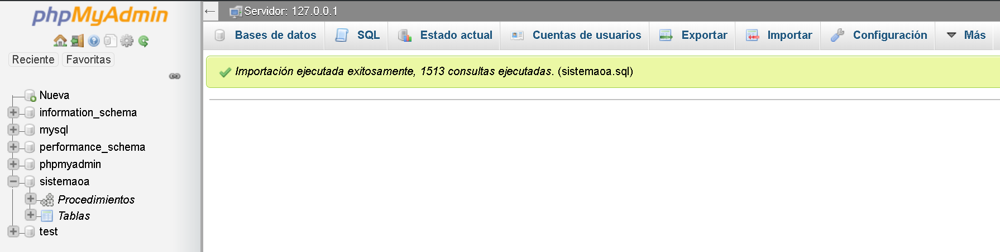 phpMyAdmin
Reciente Favoritas
Nueva
information_schema
mysql
performance_schema
phpmyadmin
sistemaoa
Procedimientos
Tablas
test
Servidor: 127.0.0.1
Bases de datos SQL Estado actual Cuentas de usuarios Exportar Importar Configuración Más
Importación ejecutada exitosamente, 1513 consultas ejecutadas. (sistemaoa.sql)